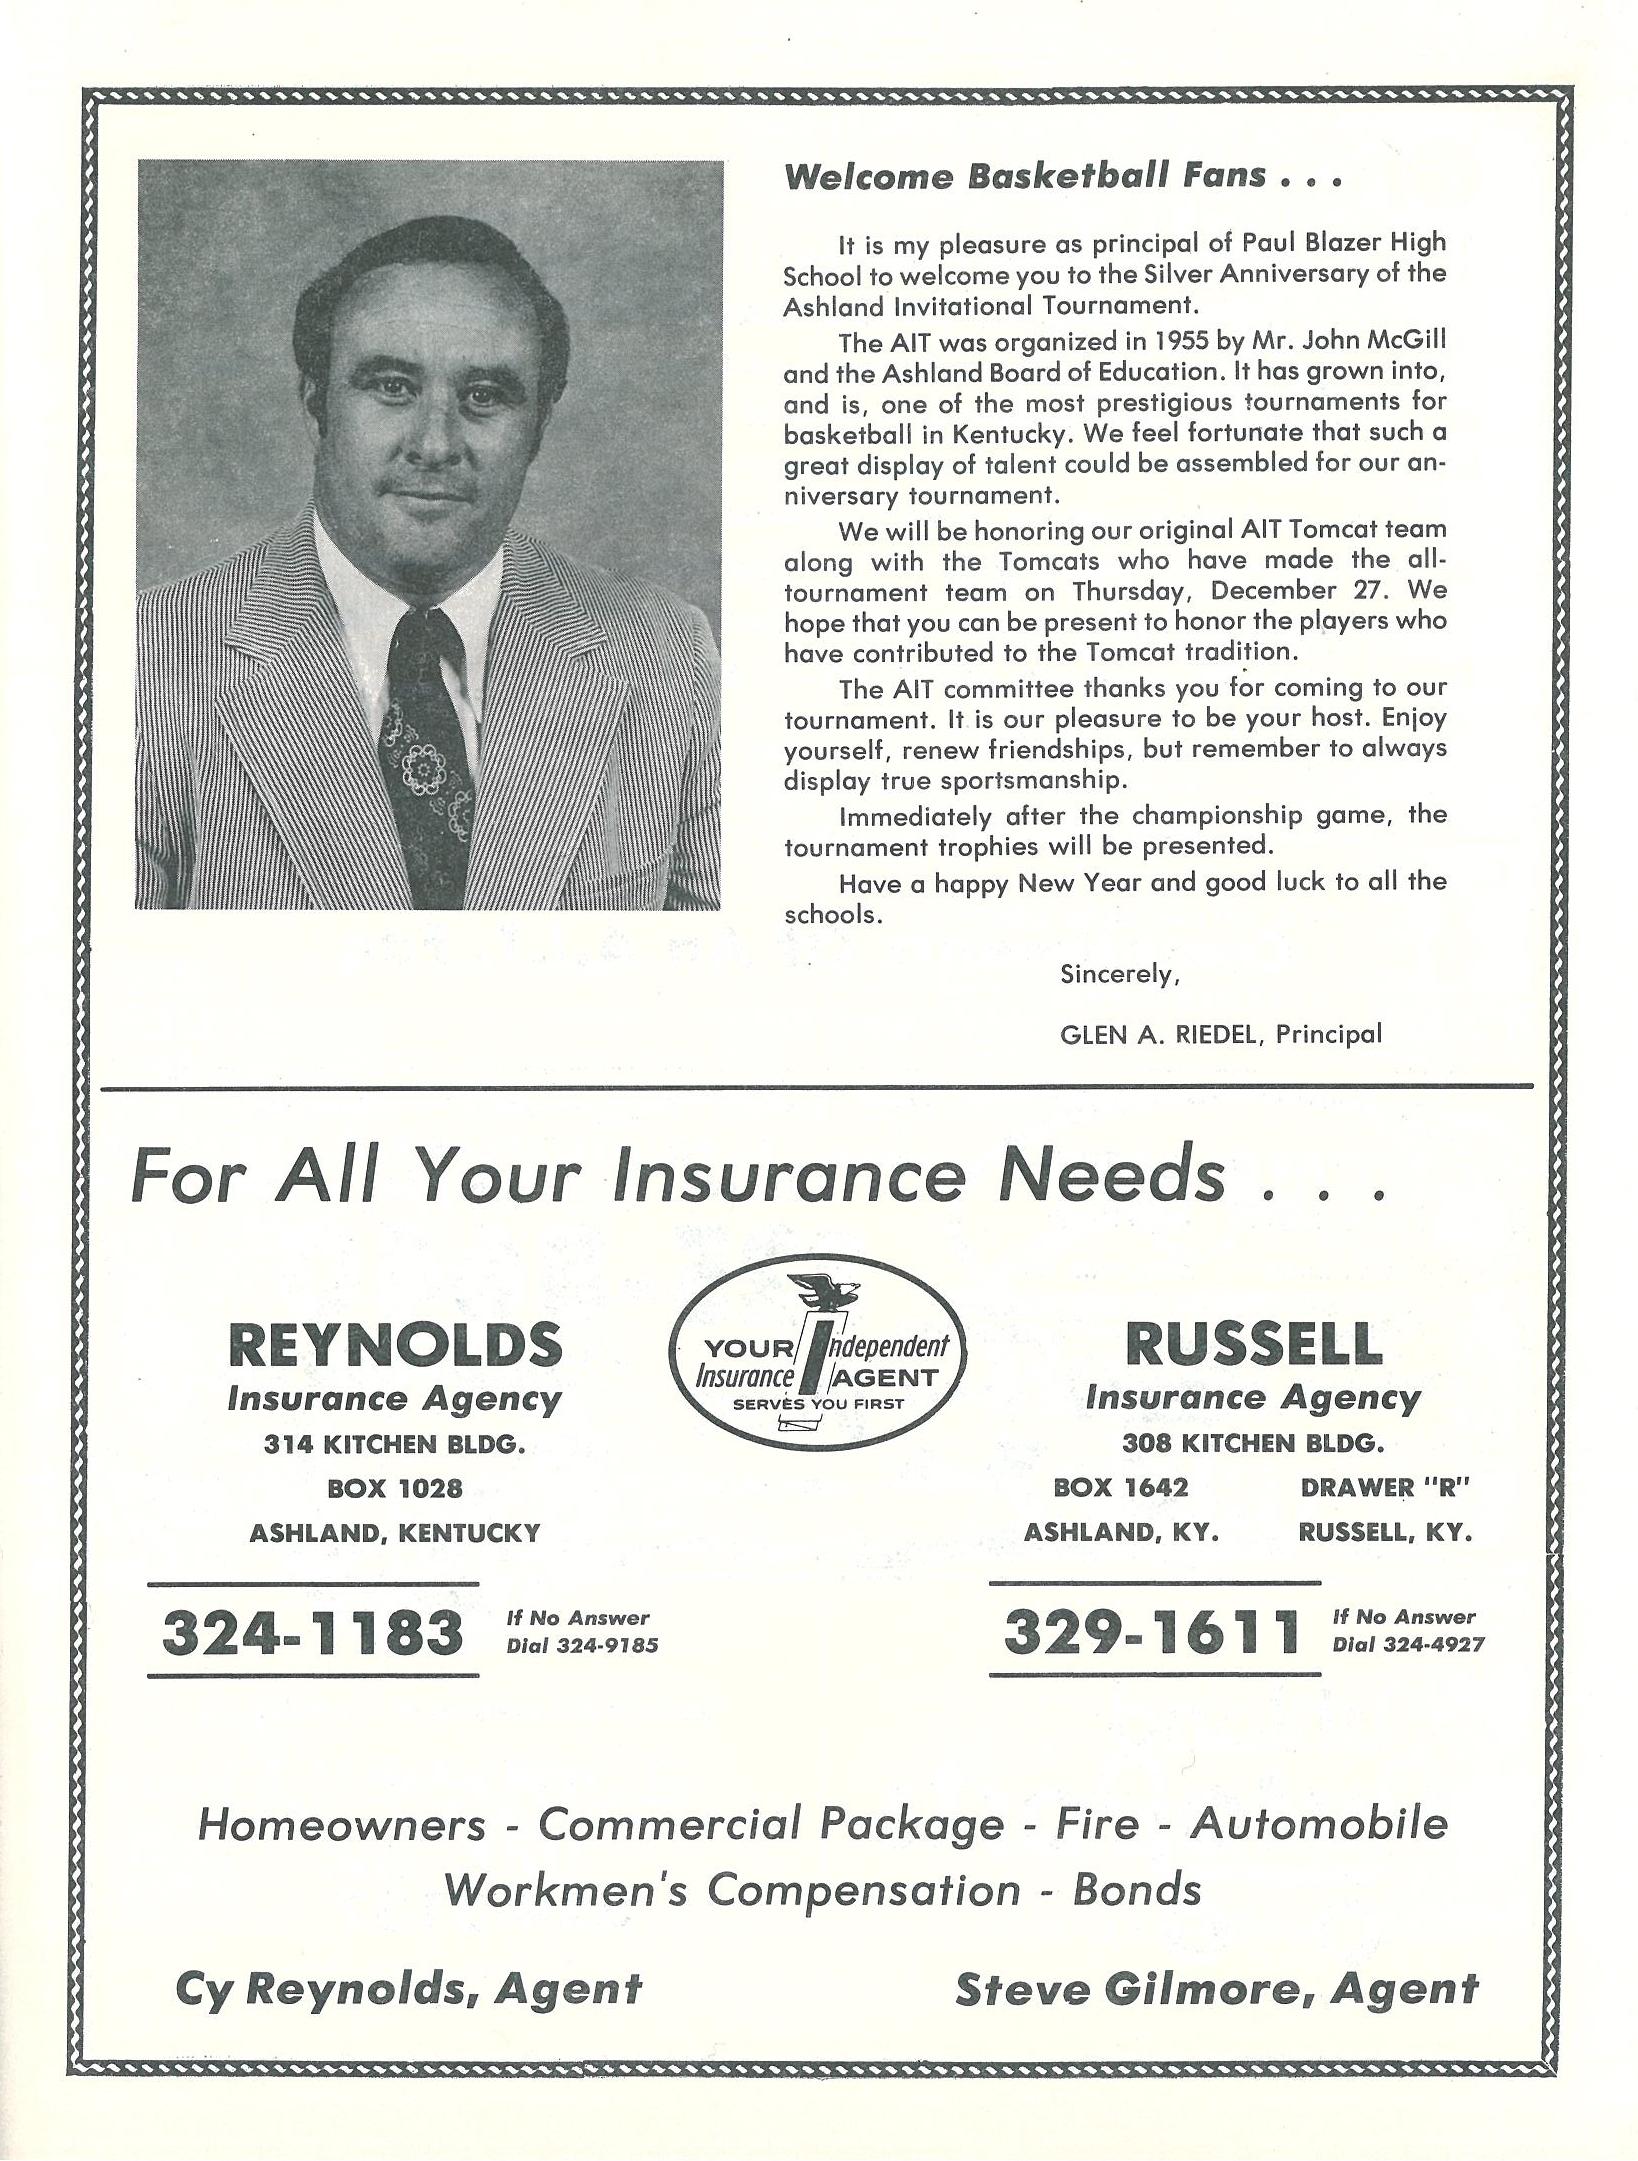 Welcome Basketball Fans . . .
It is my pleasure as principal of Paul Blazer High
School to welcome you to the Silver Anniversary of the
Ashland Invitational Tournament.
The AIT was organized in 1955 by Mr. John McGill
and the Ashland Board of Education. It has grown into,
and is, one of the most prestigious tournaments for
basketball in Kentucky. We feel fortunate that such a
great display of talent could be assembled for our an-
niversary tournament.
We will be honoring our original AIT Tomcat team
along with the Tomcats who have made the all-
tournament team on Thursday, December 27. We
hope that you can be present to honor the players who
have contributed to the Tomcat tradition.
The AIT committee thanks you for coming to our
tournament. It is our pleasure to be your host. Enjoy
yourself, renew friendships, but remember to always
display true sportsmanship.
Immediately after the championship game, the
tournament trophies will be presented.
Have a happy New Year and good luck to all the
schools.
Sincerely,
GLEN A. RIEDEL, Principal
For All Your Insurance Needs . . .
REYNOLDS
Insurance Agency
314 KITCHEN BLDG.
BOX 1028
ASHLAND, KENTUCKY
324-1183
If No Answer
Dial 324-9185
YOUR Independent
Insurance AGENT
SERVES YOU FIRST
RUSSELL
Insurance Agency
308 KITCHEN BLDG.
BOX 1642 DRAWER "R"
ASHLAND, KY. RUSSELL, KY.
329-1611
If No Answer
Dial 324-4927
Homeowners - Commercial Package - Fire - Automobile
Workmen's Compensation - Bonds
Cy Reynolds, Agent
Steve Gilmore, Agent